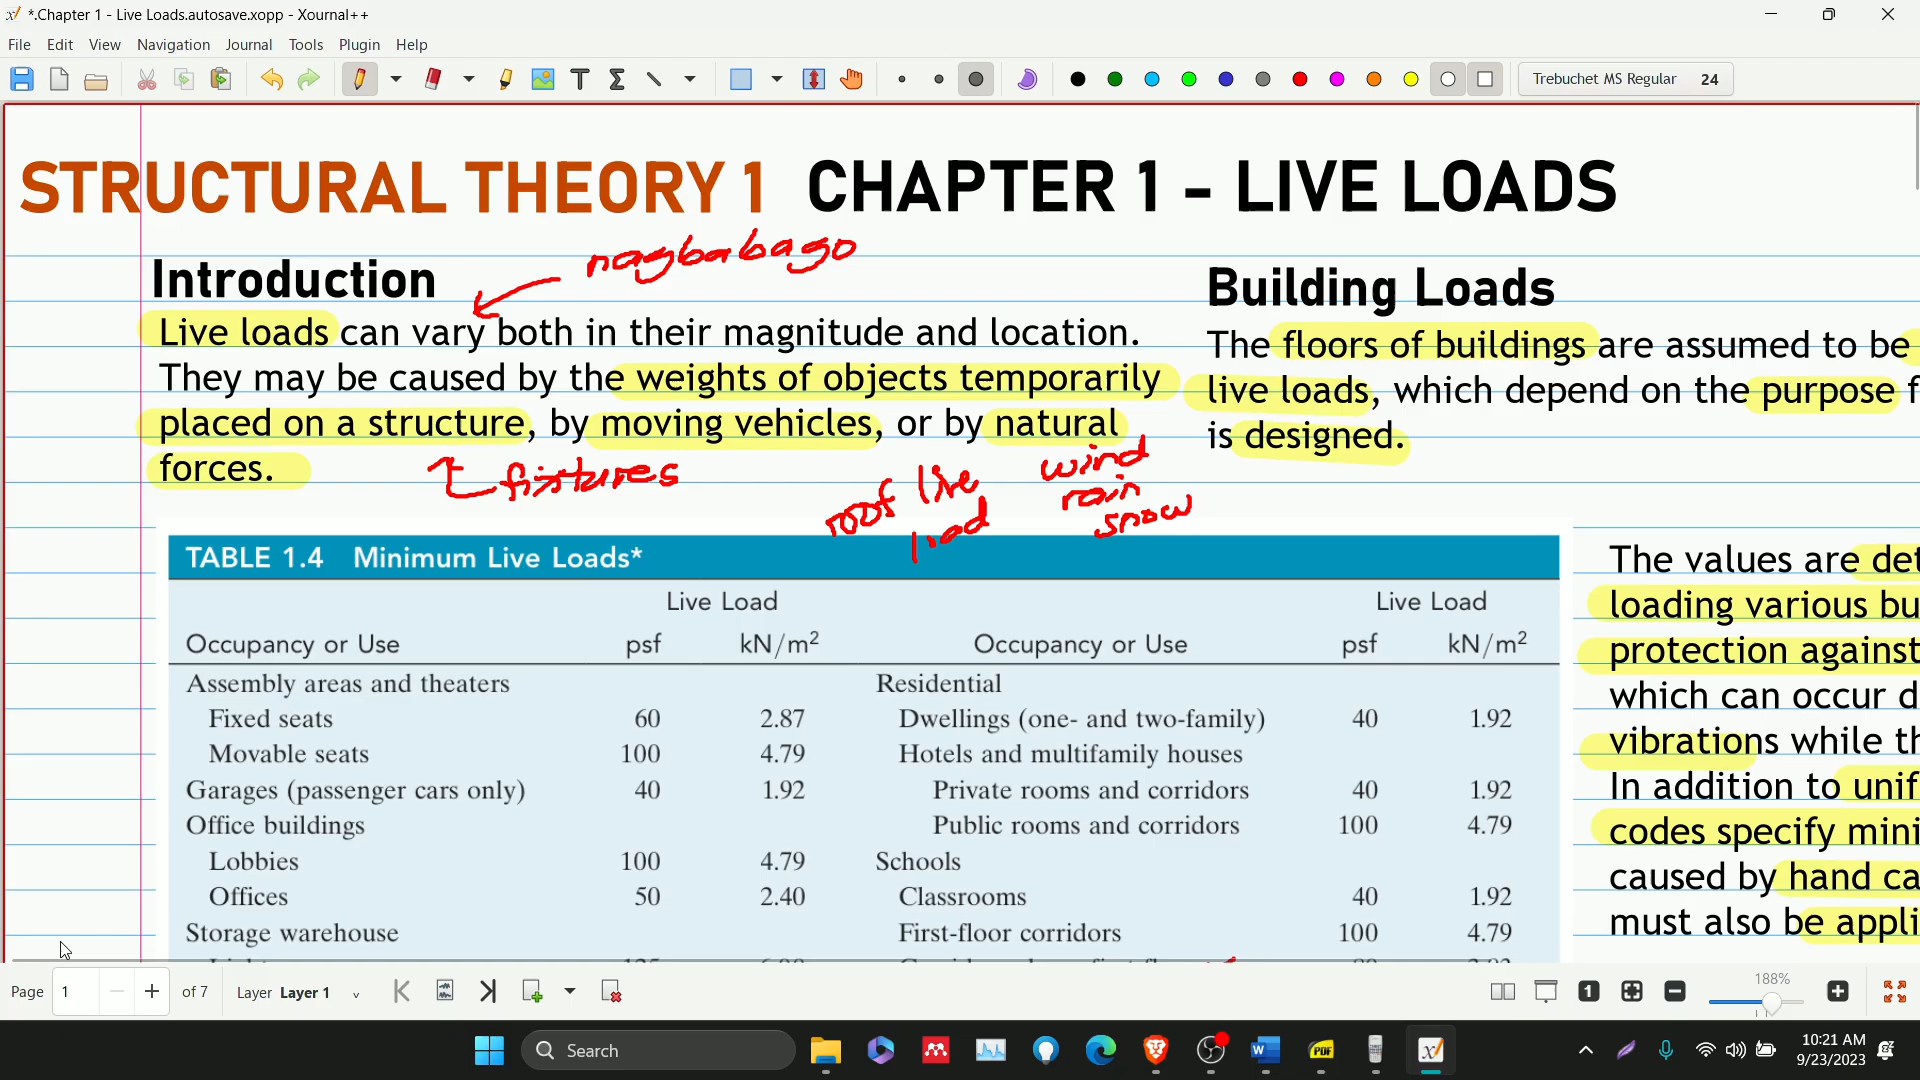 *.Chapter 1 - Live Loads.autosave.xopp - Xournal++
File Edit View Navigation Journal Tools Plugin Help
Trebuchet MS Regular 24
STRUCTURAL THEORY 1 CHAPTER 1 - LIVE LOADS
nagbabago
Introduction
Live loads can vary both in their magnitude and location.
They may be caused by the weights of objects temporarily
placed on a structure, by moving vehicles, or by natural
forces.
fixtures
roof live
load
wind
rain
snow
Building Loads
The floors of buildings are assumed to be
live loads, which depend on the purpose f
is designed.
TABLE 1.4 Minimum Live Loads*
Live Load Live Load
Occupancy or Use psf kN/m² Occupancy or Use psf kN/m²
Assembly areas and theaters Residential
Fixed seats 60 2.87 Dwellings (one- and two-family) 40 1.92
Movable seats 100 4.79 Hotels and multifamily houses
Garages (passenger cars only) 40 1.92 Private rooms and corridors 40 1.92
Office buildings Public rooms and corridors 100 4.79
Lobbies 100 4.79 Schools
Offices 50 2.40 Classrooms 40 1.92
Storage warehouse First-floor corridors 100 4.79
The values are det
loading various bu
protection against
which can occur d
vibrations while th
In addition to unif
codes specify mini
caused by hand ca
must also be appli
Page 1 of 7 Layer Layer 1
188%
Search
10:21 AM
9/23/2023